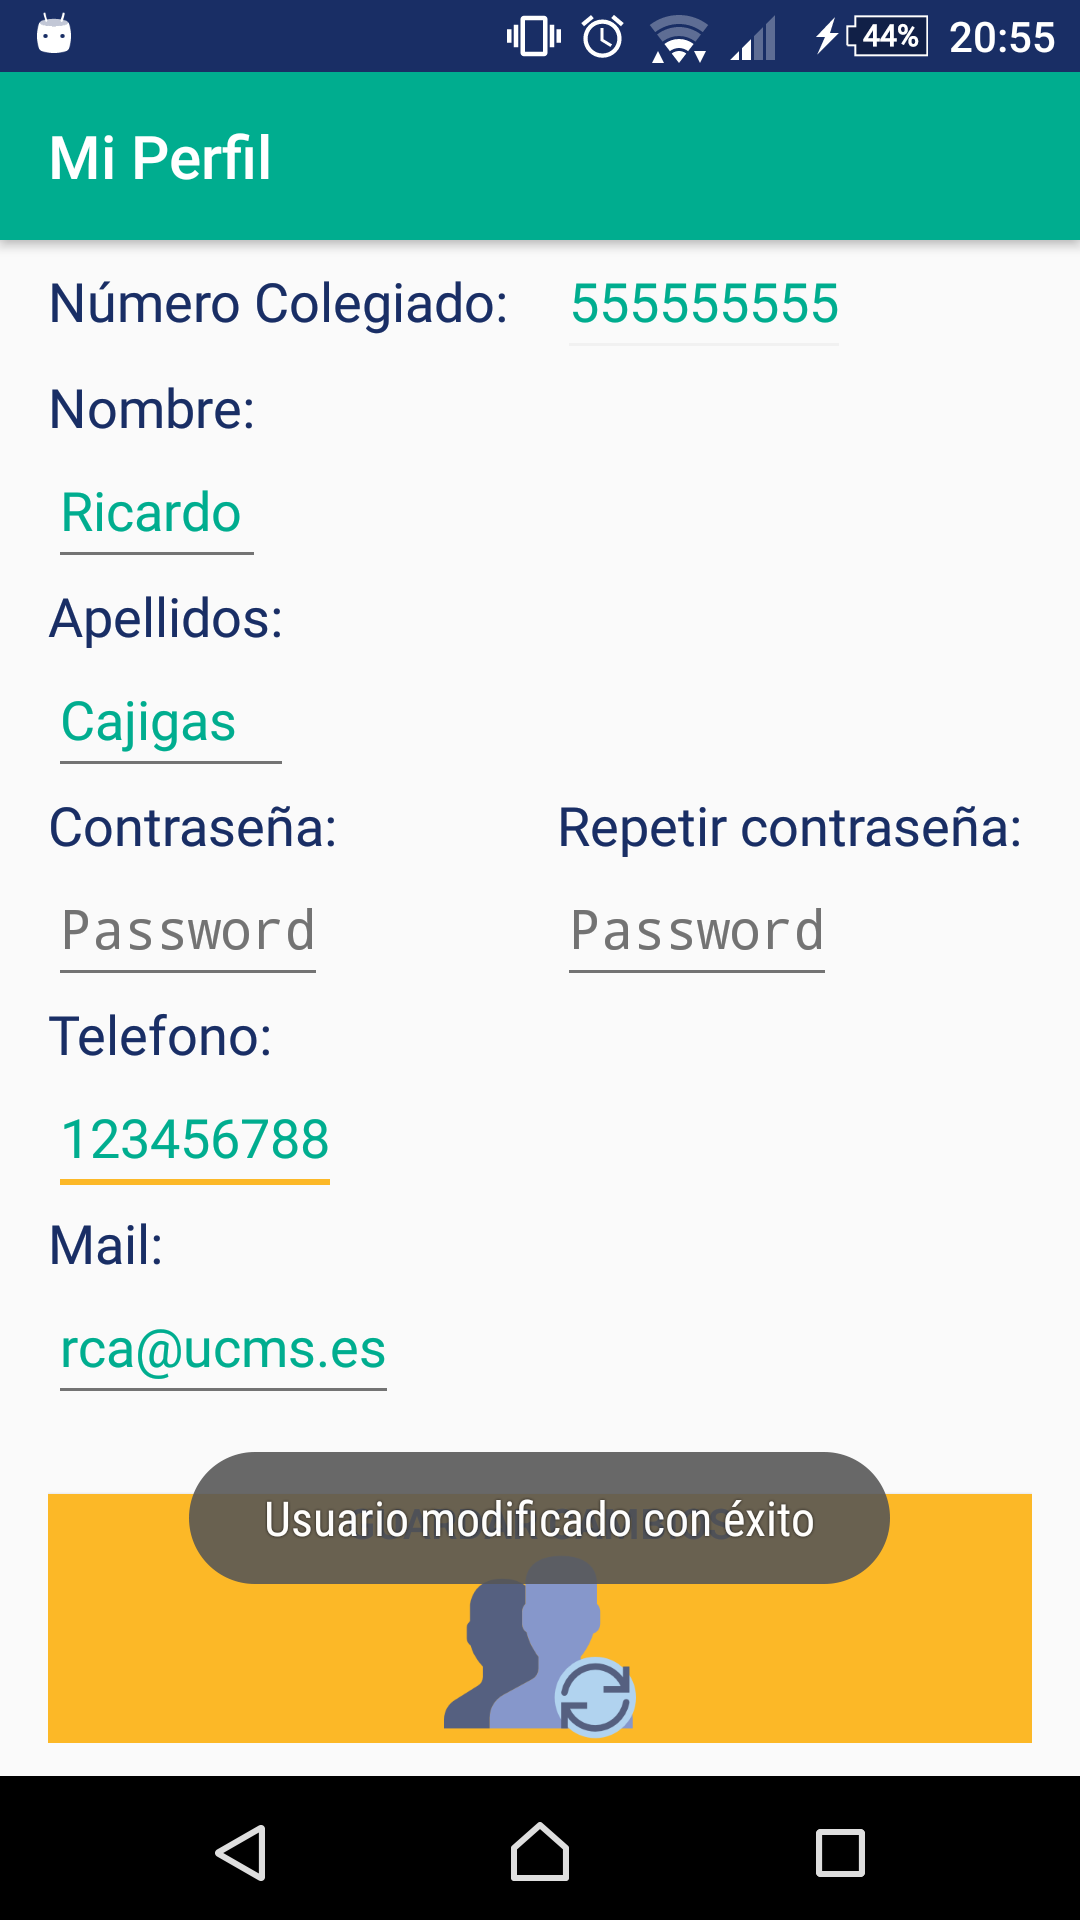 44% 20:55
Mi Perfil
Número Colegiado: 555555555
Nombre:
Ricardo
Apellidos:
Cajigas
Contraseña: Repetir contraseña:
Password Password
Telefono:
123456788
Mail:
rca@ucms.es
Usuario modificado con éxito